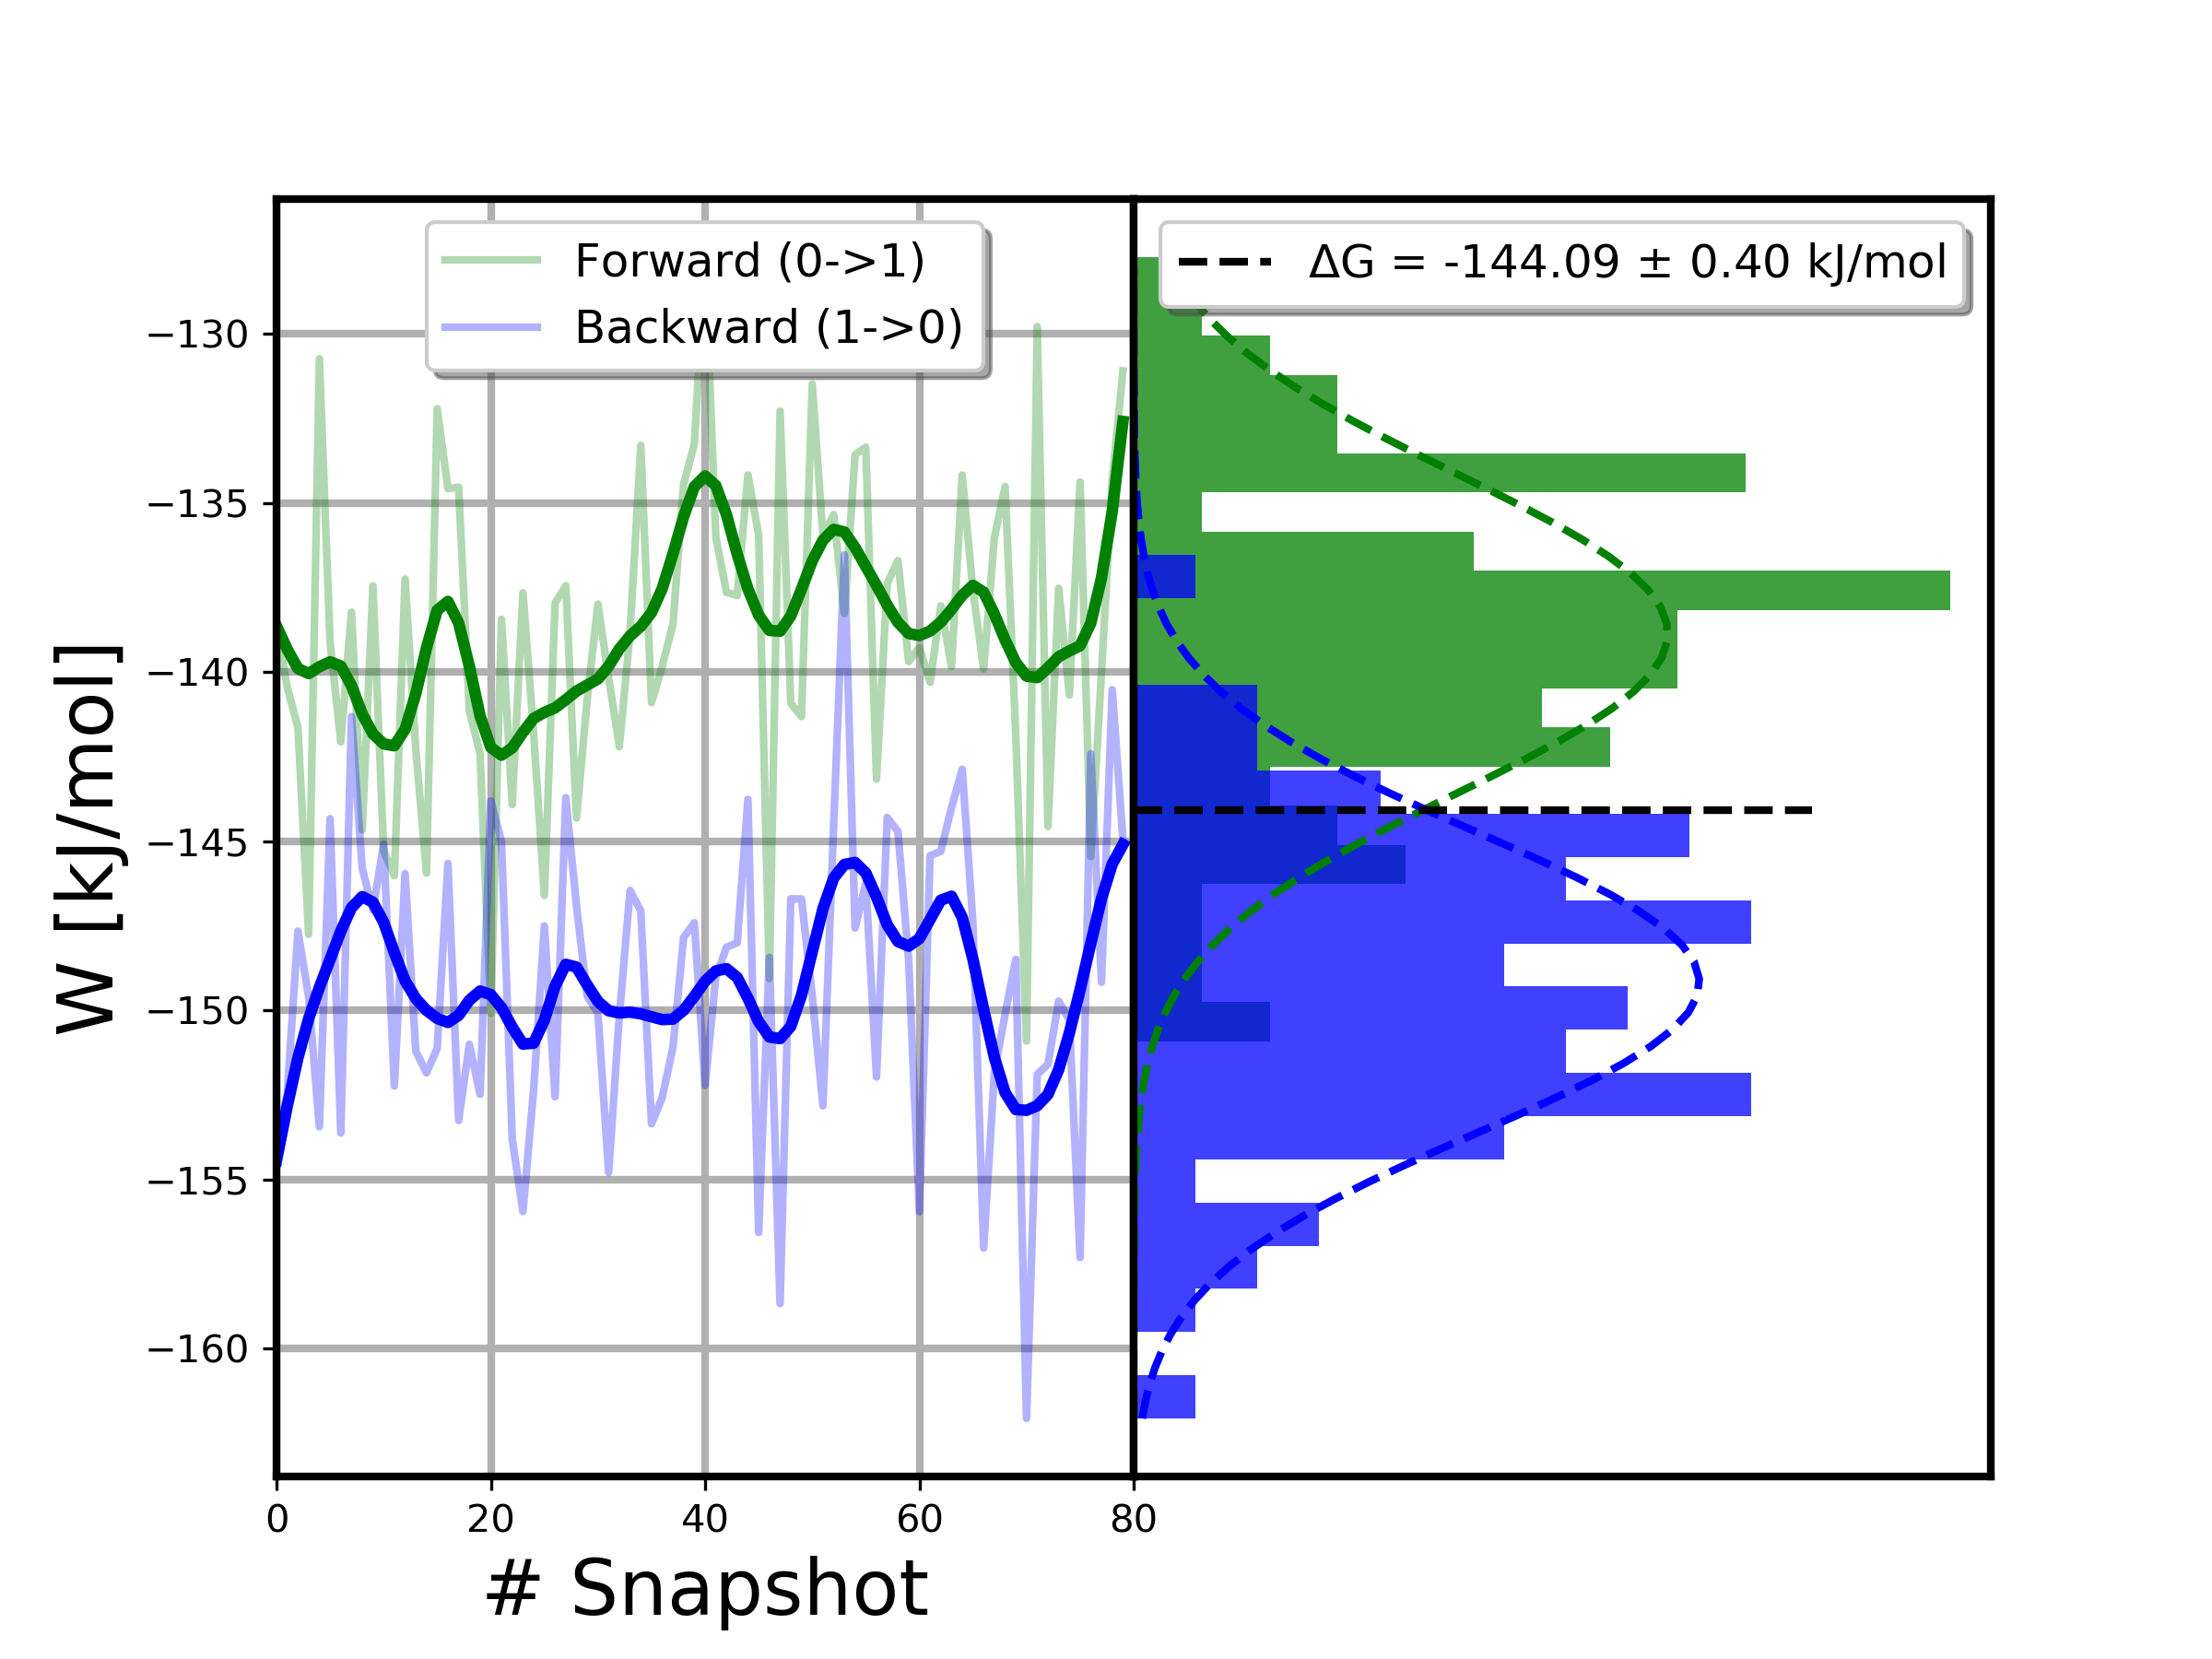 Forward (0->1)
Backward (1->0)
ΔG = -144.09 ± 0.40 kJ/mol
W [kJ/mol]
−130
−135
−140
−145
−150
−155
−160
0 20 40 60 80
# Snapshot